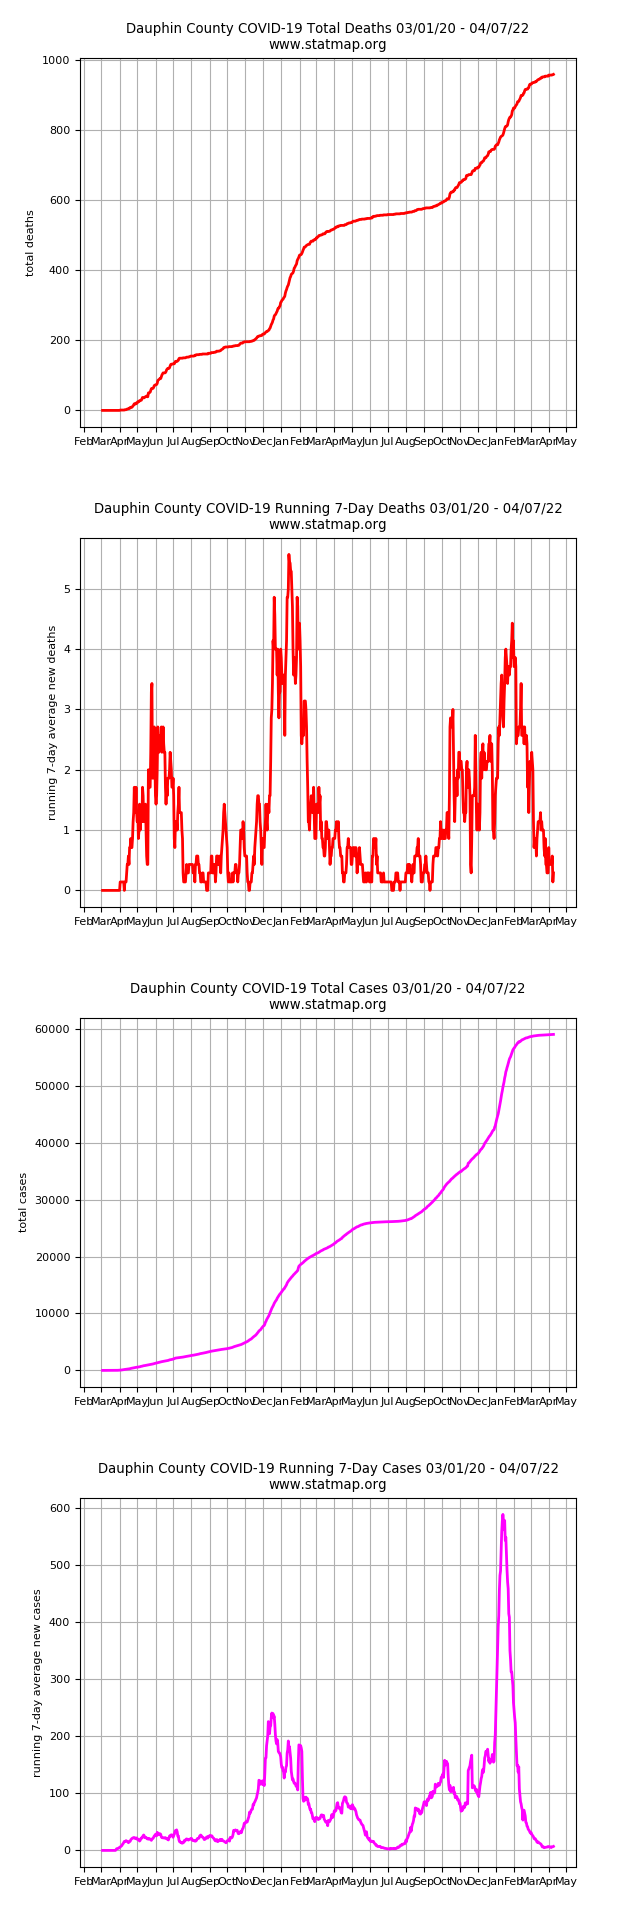 Dauphin County COVID-19 Total Deaths 03/01/20 - 04/07/22
www.statmap.org
1000
800
600
400
200
0
total deaths
Feb Mar Apr May Jun Jul Aug Sep Oct Nov Dec Jan Feb Mar Apr May Jun Jul Aug Sep Oct Nov Dec Jan Feb Mar Apr May
Dauphin County COVID-19 Running 7-Day Deaths 03/01/20 - 04/07/22
www.statmap.org
5
4
3
2
1
0
running 7-day average new deaths
Feb Mar Apr May Jun Jul Aug Sep Oct Nov Dec Jan Feb Mar Apr May Jun Jul Aug Sep Oct Nov Dec Jan Feb Mar Apr May
Dauphin County COVID-19 Total Cases 03/01/20 - 04/07/22
www.statmap.org
60000
50000
40000
30000
20000
10000
0
total cases
Feb Mar Apr May Jun Jul Aug Sep Oct Nov Dec Jan Feb Mar Apr May Jun Jul Aug Sep Oct Nov Dec Jan Feb Mar Apr May
Dauphin County COVID-19 Running 7-Day Cases 03/01/20 - 04/07/22
www.statmap.org
600
500
400
300
200
100
0
running 7-day average new cases
Feb Mar Apr May Jun Jul Aug Sep Oct Nov Dec Jan Feb Mar Apr May Jun Jul Aug Sep Oct Nov Dec Jan Feb Mar Apr May